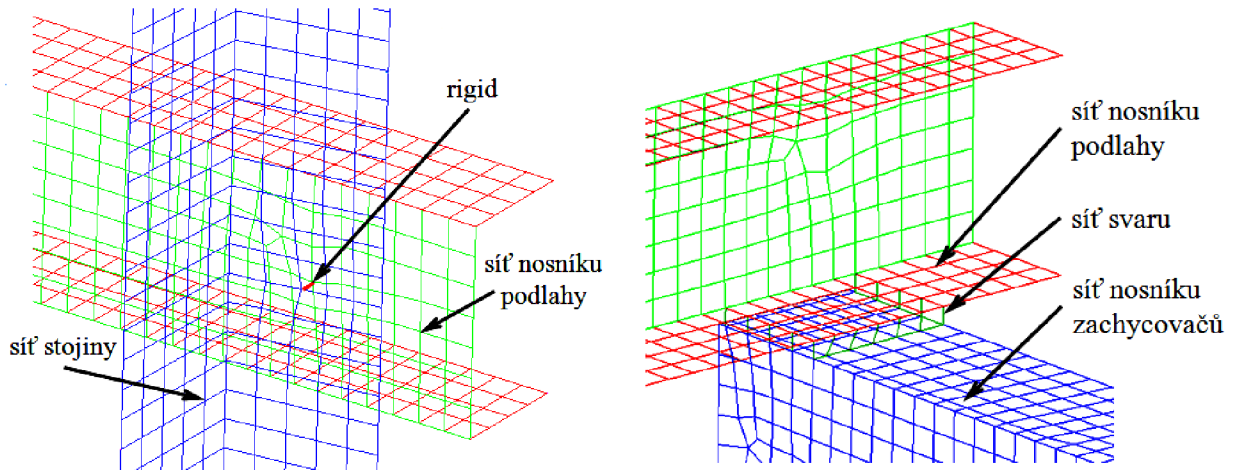 rigid
síť nosníku
podlahy
síť stojiny
síť nosníku
podlahy
síť svaru
síť nosníku
zachycovačů